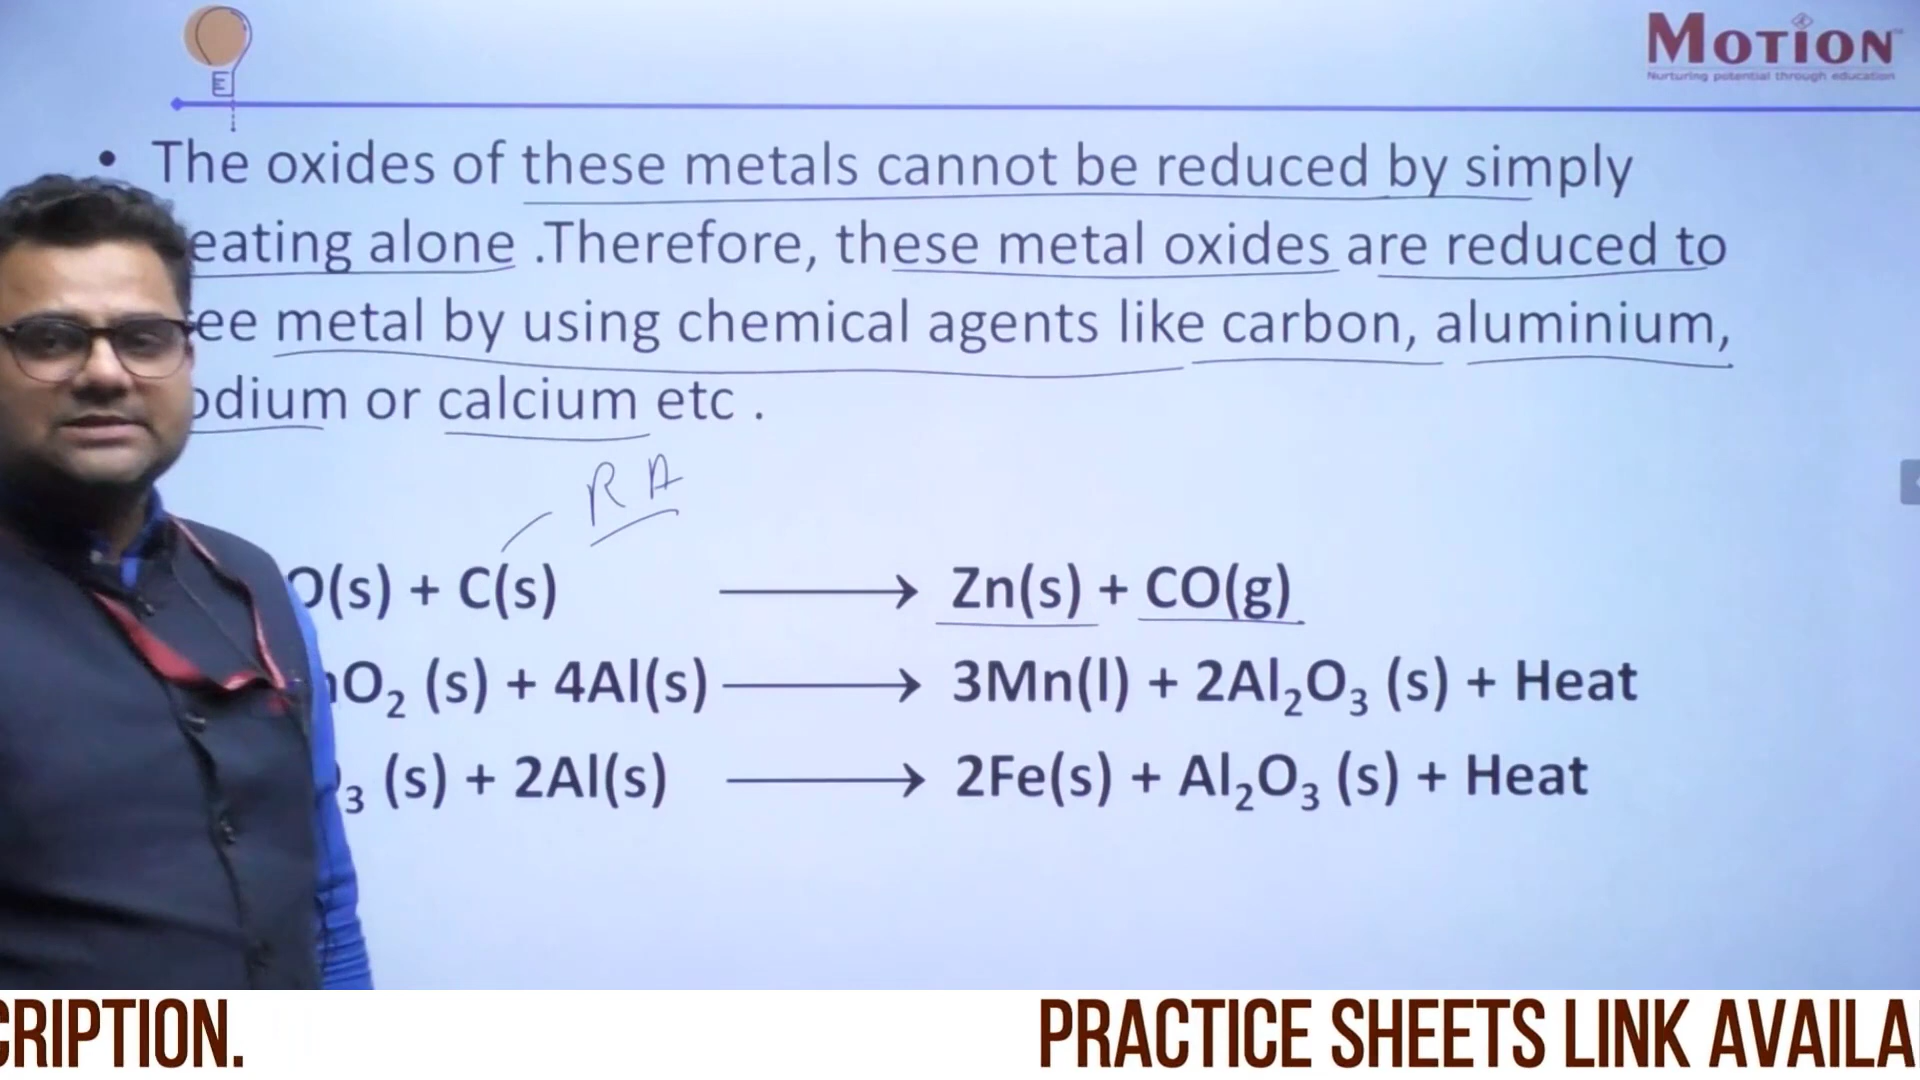 MOTION
Nurturing potential through education
E
• The oxides of these metals cannot be reduced by simply
eating alone .Therefore, these metal oxides are reduced to
ee metal by using chemical agents like carbon, aluminium,
odium or calcium etc .
R A
O(s) + C(s) ⟶ Zn(s) + CO(g)
O₂ (s) + 4Al(s) ⟶ 3Mn(l) + 2Al₂O₃ (s) + Heat
₃ (s) + 2Al(s) ⟶ 2Fe(s) + Al₂O₃ (s) + Heat
CRIPTION. PRACTICE SHEETS LINK AVAILA